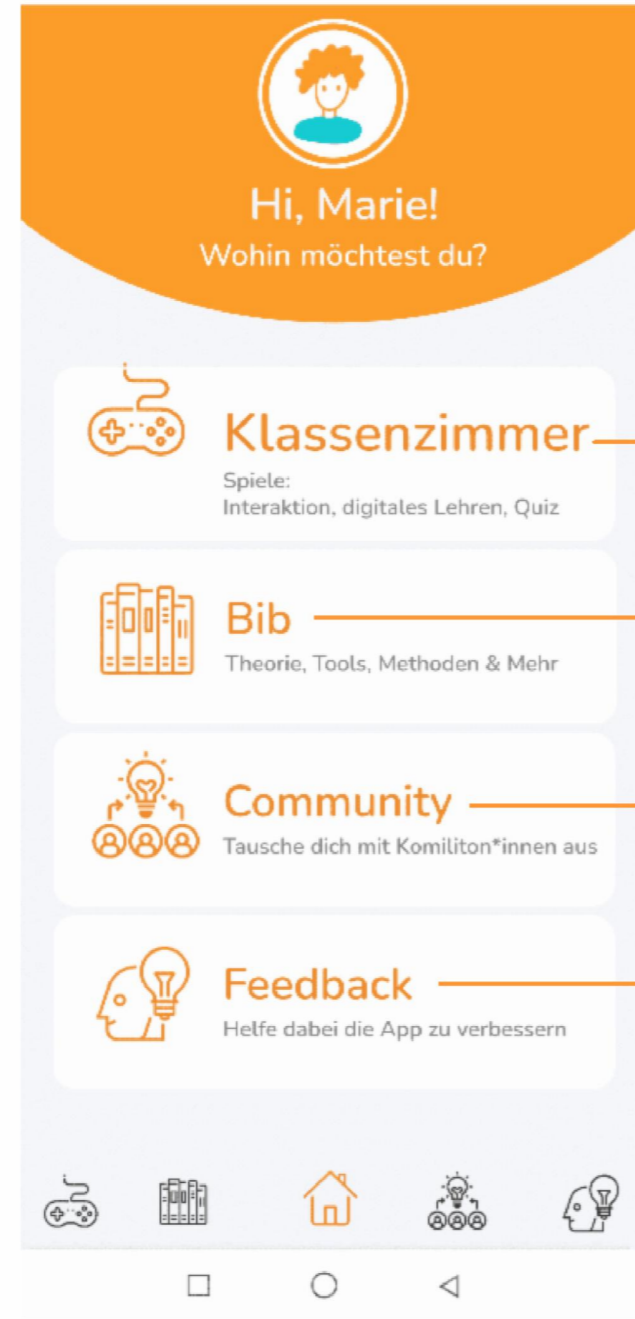 Hi, Marie!
Wohin möchtest du?
Klassenzimmer
Spiele:
Interaktion, digitales Lehren, Quiz
Bib
Theorie, Tools, Methoden & Mehr
Community
Tausche dich mit Komiliton*innen aus
Feedback
Helfe dabei die App zu verbessern